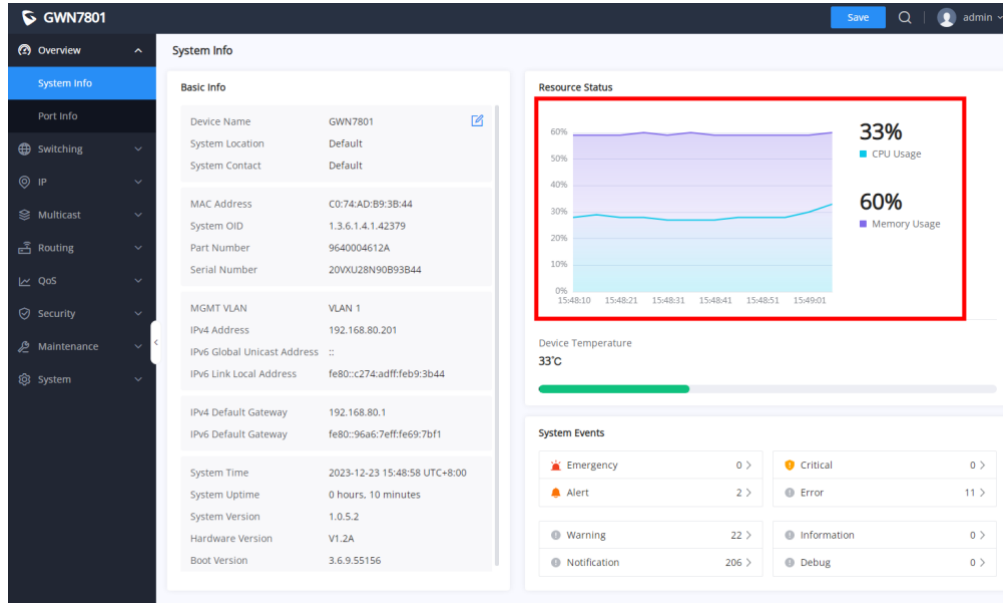 GWN7801
Save
admin
Overview
System Info
Port Info
Switching
IP
Multicast
Routing
QoS
Security
Maintenance
System
System Info
Basic Info
Device Name GWN7801
System Location Default
System Contact Default
MAC Address C0:74:AD:B9:3B:44
System OID 1.3.6.1.4.1.42379
Part Number 9640004612A
Serial Number 20VXU28N90B93B44
MGMT VLAN VLAN 1
IPv4 Address 192.168.80.201
IPv6 Global Unicast Address ::
IPv6 Link Local Address fe80::c274:adff:feb9:3b44
IPv4 Default Gateway 192.168.80.1
IPv6 Default Gateway fe80::96a6:7eff:fe69:7bf1
System Time 2023-12-23 15:48:58 UTC+8:00
System Uptime 0 hours, 10 minutes
System Version 1.0.5.2
Hardware Version V1.2A
Boot Version 3.6.9.55156
Resource Status
60%
50%
40%
30%
20%
10%
0%
15:48:10 15:48:21 15:48:31 15:48:41 15:48:51 15:49:01
33%
CPU Usage
60%
Memory Usage
Device Temperature
33°C
System Events
Emergency 0 Critical 0
Alert 2 Error 11
Warning 22 Information 0
Notification 206 Debug 0